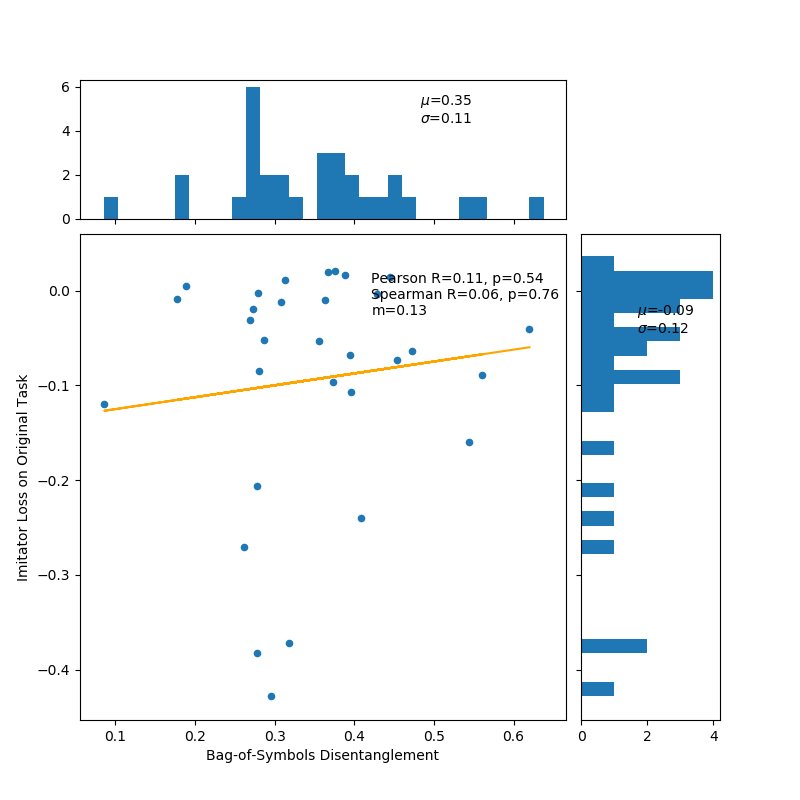 6
4
2
0
μ=0.35
σ=0.11
0.0
−0.1
−0.2
−0.3
−0.4
Imitator Loss on Original Task
Pearson R=0.11, p=0.54
Spearman R=0.06, p=0.76
m=0.13
0.1 0.2 0.3 0.4 0.5 0.6
Bag-of-Symbols Disentanglement
μ=-0.09
σ=0.12
0 2 4